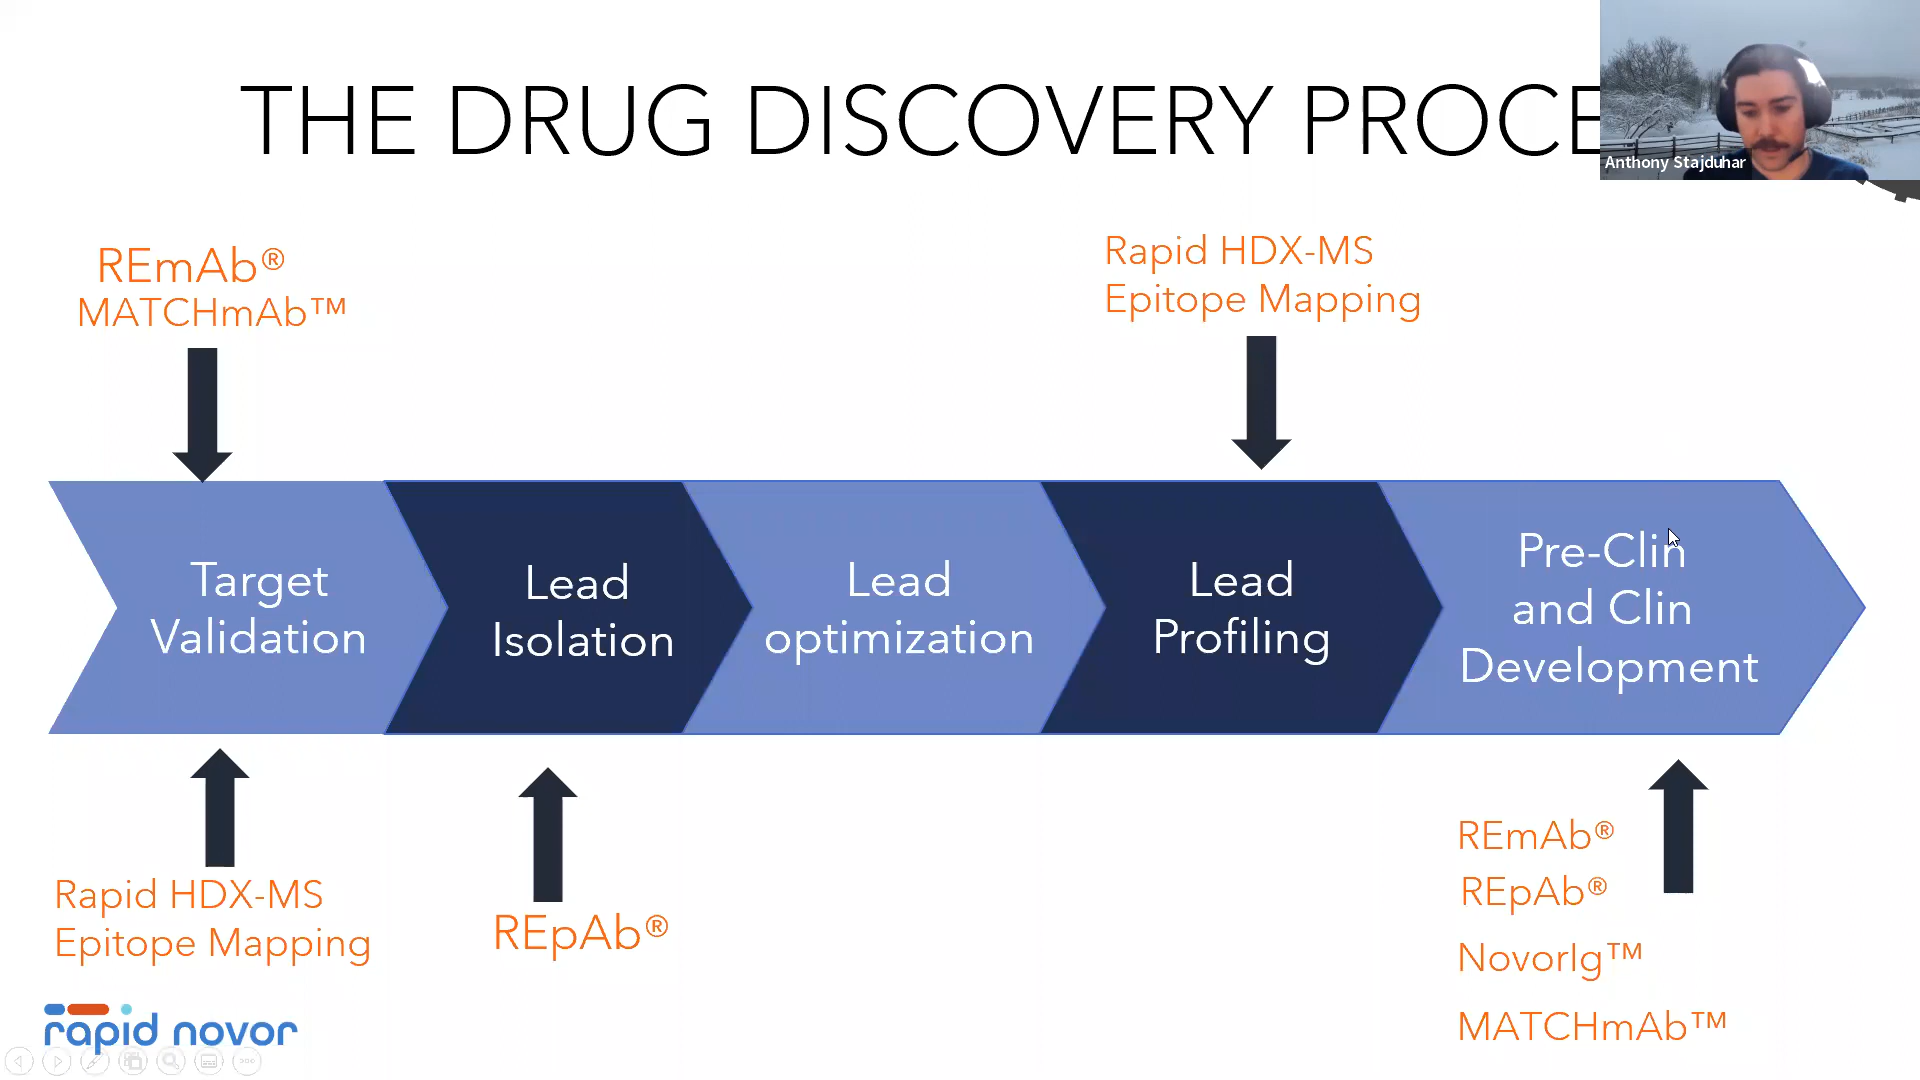 THE DRUG DISCOVERY PROCE
Anthony Stajduhar
REmAb®
MATCHmAb™
Rapid HDX-MS
Epitope Mapping
Target
Validation
Lead
Isolation
Lead
optimization
Lead
Profiling
Pre-Clin
and Clin
Development
Rapid HDX-MS
Epitope Mapping
REpAb®
REmAb®
REpAb®
NovorIg™
MATCHmAb™
rapid novor